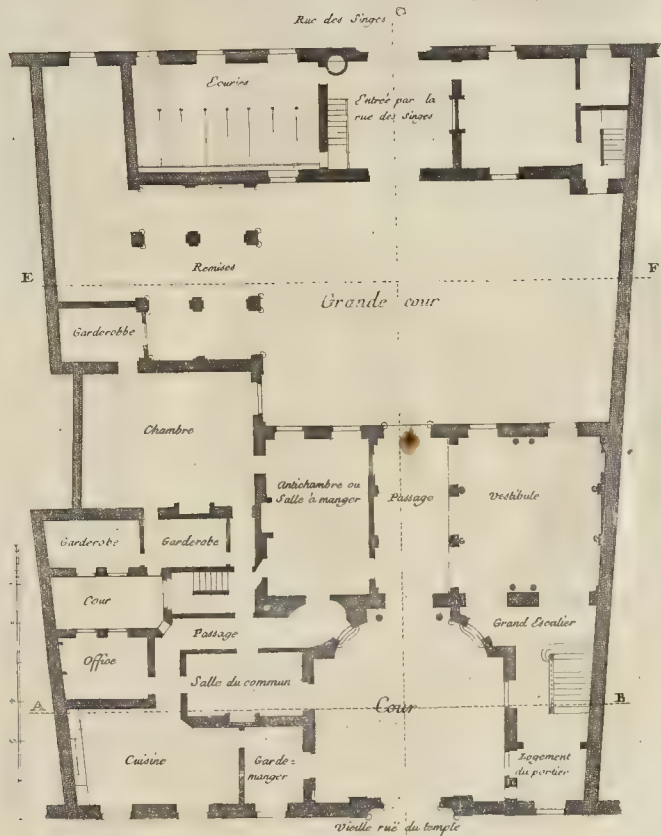 Rue des Singes
Ecuries
Entrée par la
rue des Singes
E
F
Remises
Grande cour
Garderobbe
Chambre
Antichambre ou
Salle à manger
Passage
Vestibule
Garderobe
Garderobe
Cour
Grand Escalier
Passage
Office
Salle du commun
A
Cour
B
Cuisine
Garde=
manger
Logement
du portier
Vieille ruë du temple